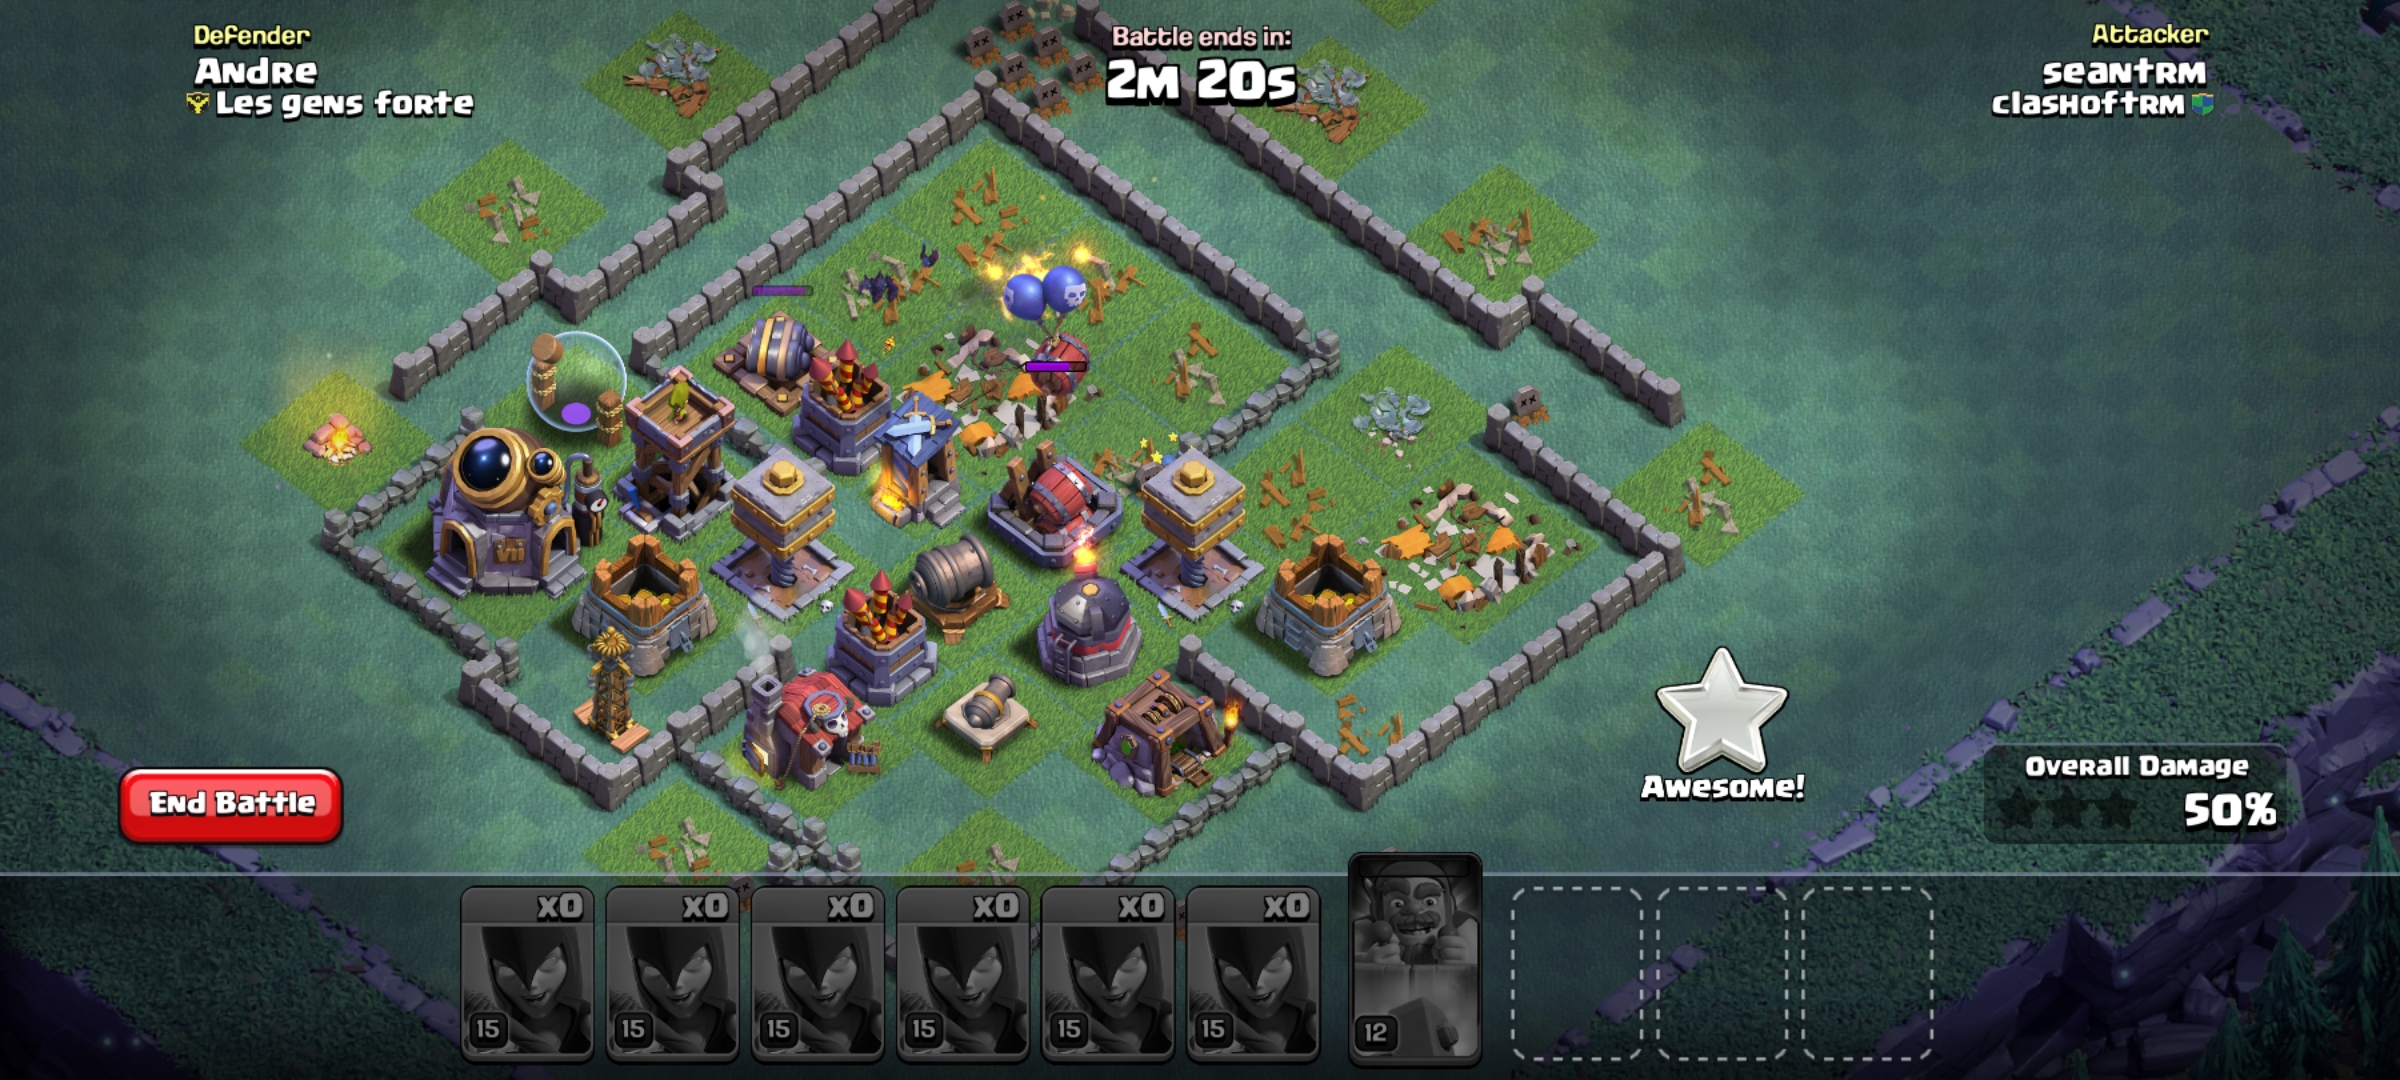 Defender
Andre
Les gens forte
Battle ends in:
2M 20s
Attacker
seantrm
clashoftrm
Awesome!
Overall Damage
50%
End Battle
x0
x0
x0
x0
x0
x0
15
15
15
15
15
15
12